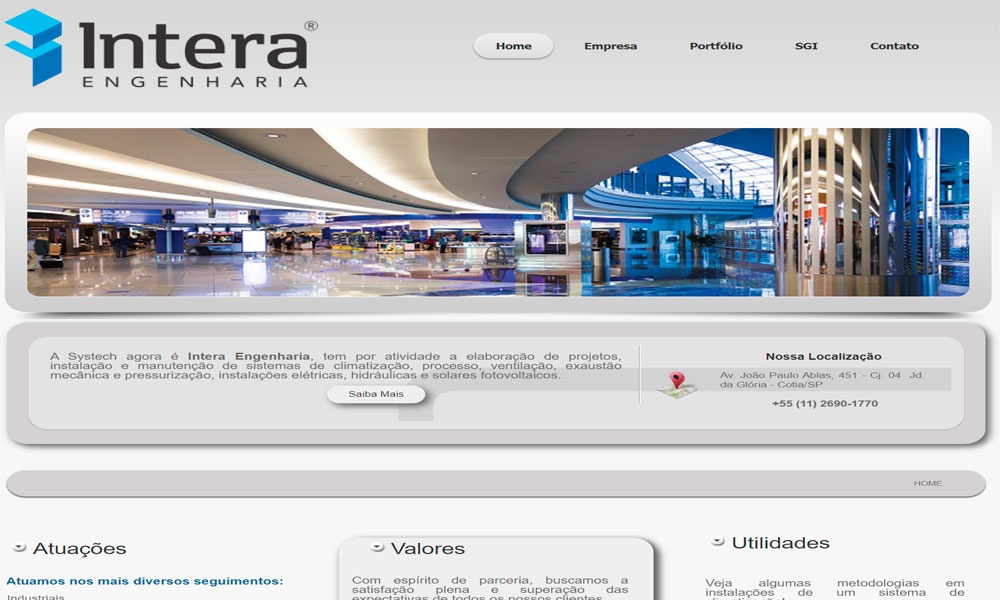 Intera®
ENGENHARIA
Home Empresa Portfólio SGI Contato
A Systech agora é Intera Engenharia, tem por atividade a elaboração de projetos,
instalação e manutenção de sistemas de climatização, processo, ventilação, exaustão
mecânica e pressurização, instalações elétricas, hidráulicas e solares fotovoltaicos.
Saiba Mais
Nossa Localização
Av. João Paulo Ablas, 451 - Cj. 04 Jd.
da Glória - Cotia/SP
+55 (11) 2690-1770
HOME
Atuações
Atuamos nos mais diversos seguimentos:
Industriais
Valores
Com espírito de parceria, buscamos a
satisfação plena e superação das
expectativas de todos os nossos clientes
Utilidades
Veja algumas metodologias em
instalações de um sistema de